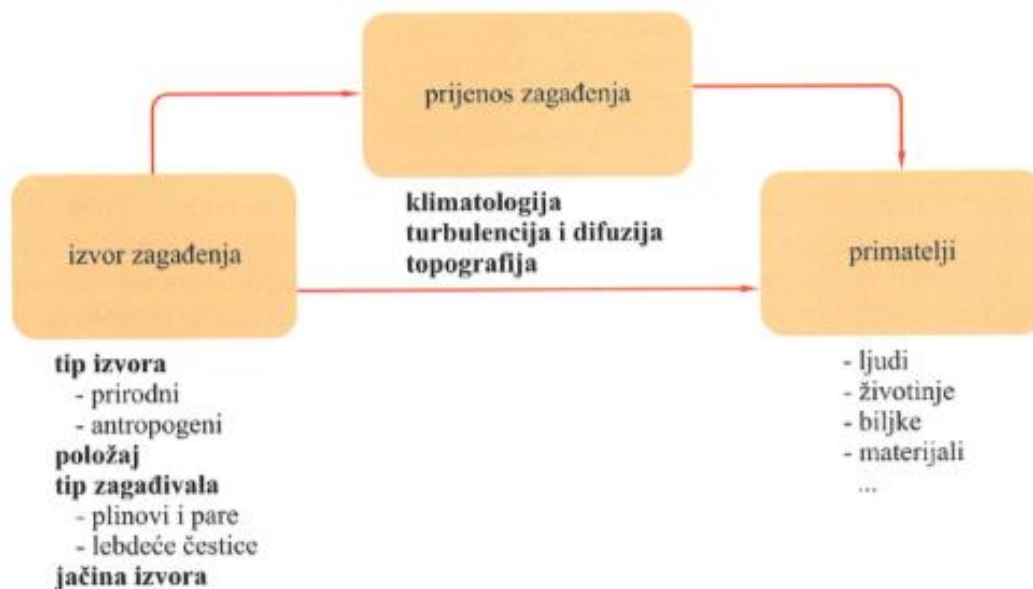 prijenos zagađenja
klimatologija
turbulencija i difuzija
topografija
izvor zagađenja
primatelji
tip izvora
- prirodni
- antropogeni
položaj
tip zagađivala
- plinovi i pare
- lebdeće čestice
jačina izvora
- ljudi
- životinje
- biljke
- materijali
...